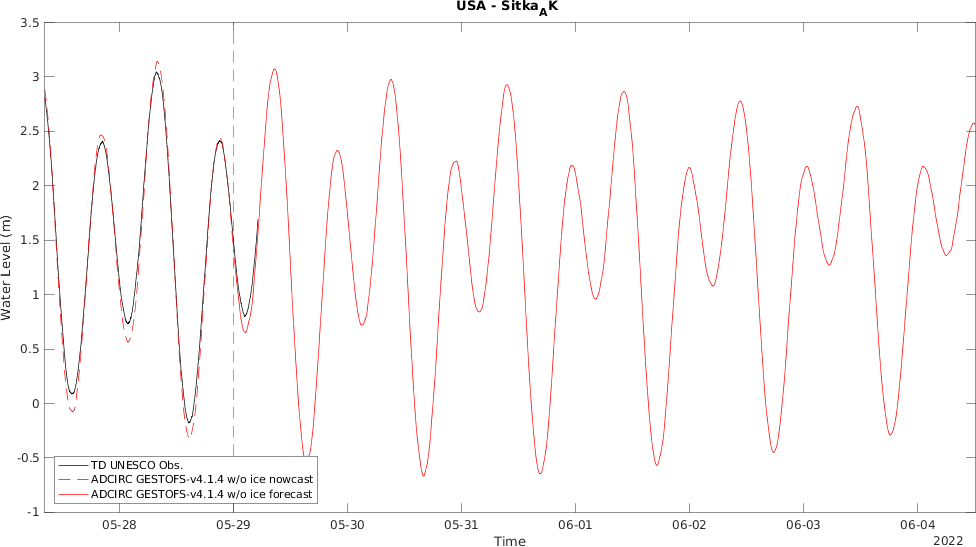 USA - Sitka_AK
3.5
3
2.5
2
1.5
1
0.5
0
-0.5
-1
Water Level (m)
TD UNESCO Obs.
ADCIRC GESTOFS-v4.1.4 w/o ice nowcast
ADCIRC GESTOFS-v4.1.4 w/o ice forecast
05-28 05-29 05-30 05-31 06-01 06-02 06-03 06-04
Time
2022